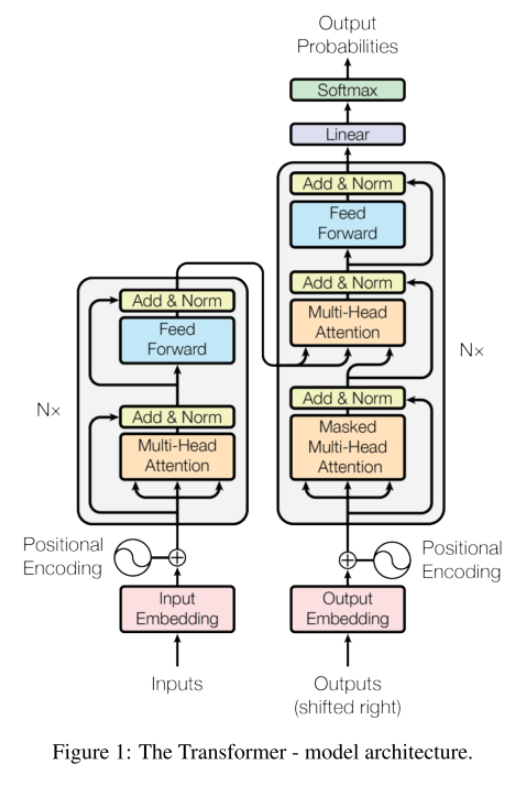 Output
Probabilities
Softmax
Linear
Add & Norm
Feed
Forward
Add & Norm
Multi-Head
Attention
Add & Norm
Masked
Multi-Head
Attention
N×
Add & Norm
Feed
Forward
Add & Norm
Multi-Head
Attention
N×
Positional
Encoding
Positional
Encoding
Input
Embedding
Output
Embedding
Inputs
Outputs
(shifted right)
Figure 1: The Transformer - model architecture.